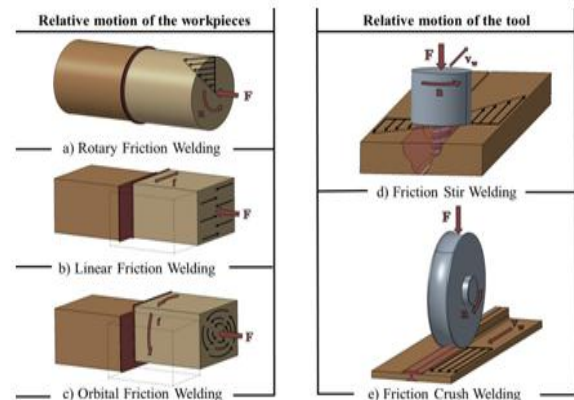 Relative motion of the workpieces
F
n
a) Rotary Friction Welding
f
F
b) Linear Friction Welding
f
f
F
c) Orbital Friction Welding
Relative motion of the tool
F
v_w
n
d) Friction Stir Welding
F
n
e) Friction Crush Welding